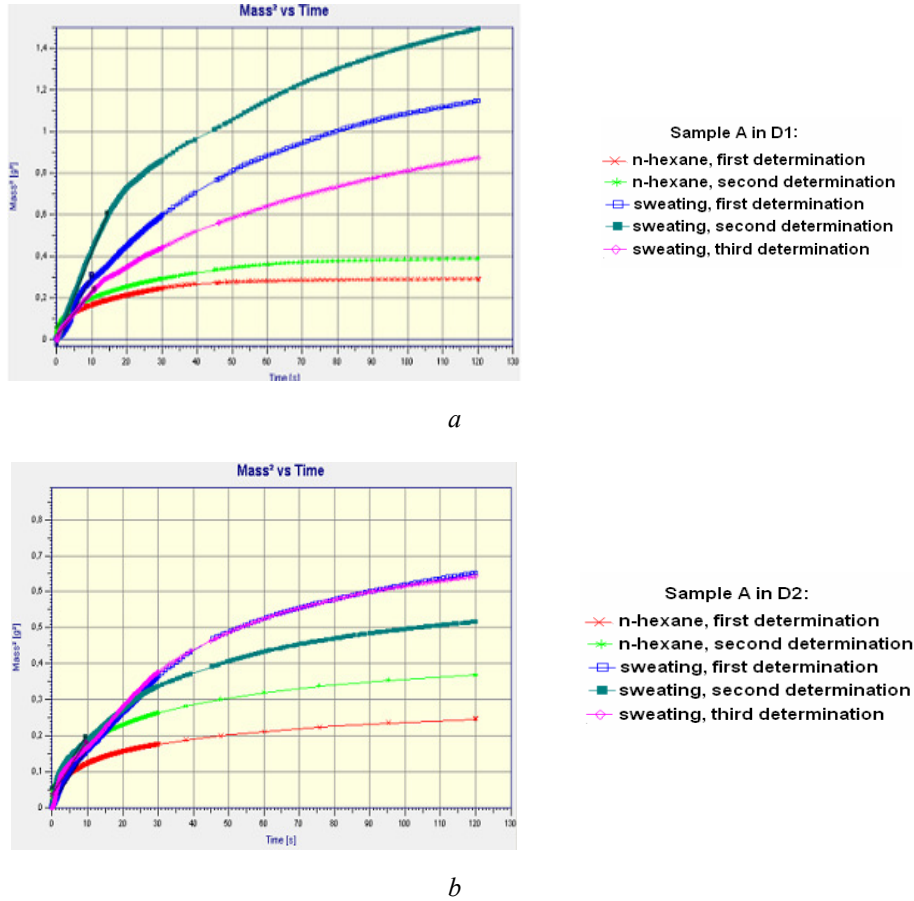 Mass² vs Time
Mass² [g²]
1,4
1,2
1
0,8
0,6
0,4
0,2
0
0 10 20 30 40 50 60 70 80 90 100 110 120 130
Time [s]
Sample A in D1:
n-hexane, first determination
n-hexane, second determination
sweating, first determination
sweating, second determination
sweating, third determination
a
Mass² vs Time
Mass² [g²]
0,8
0,7
0,6
0,5
0,4
0,3
0,2
0,1
0
0 10 20 30 40 50 60 70 80 90 100 110 120 130
Time [s]
Sample A in D2:
n-hexane, first determination
n-hexane, second determination
sweating, first determination
sweating, second determination
sweating, third determination
b